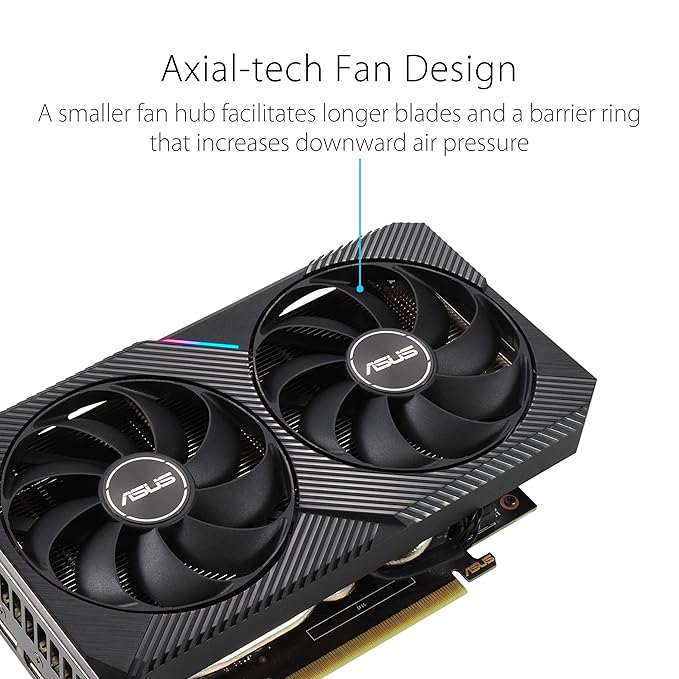 Axial-tech Fan Design
A smaller fan hub facilitates longer blades and a barrier ring
that increases downward air pressure
ASUS
ASUS
ASUS